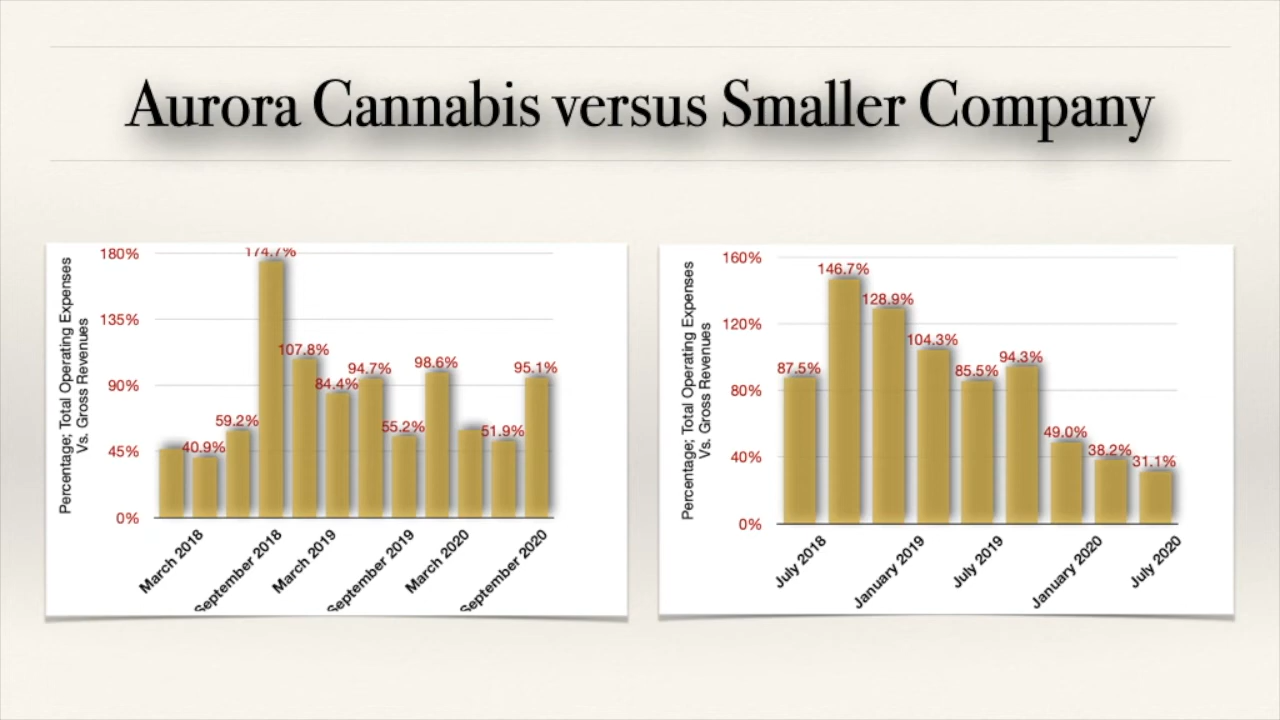 Aurora Cannabis versus Smaller Company
Percentage; Total Operating Expenses
Vs. Gross Revenues
180%
135%
90%
45%
0%
40.9%
59.2%
174.7%
107.8%
84.4%
94.7%
55.2%
98.6%
51.9%
95.1%
March 2018
September 2018
March 2019
September 2019
March 2020
September 2020
Percentage; Total Operating Expenses
Vs. Gross Revenues
160%
120%
80%
40%
0%
87.5%
146.7%
128.9%
104.3%
85.5%
94.3%
49.0%
38.2%
31.1%
July 2018
January 2019
July 2019
January 2020
July 2020